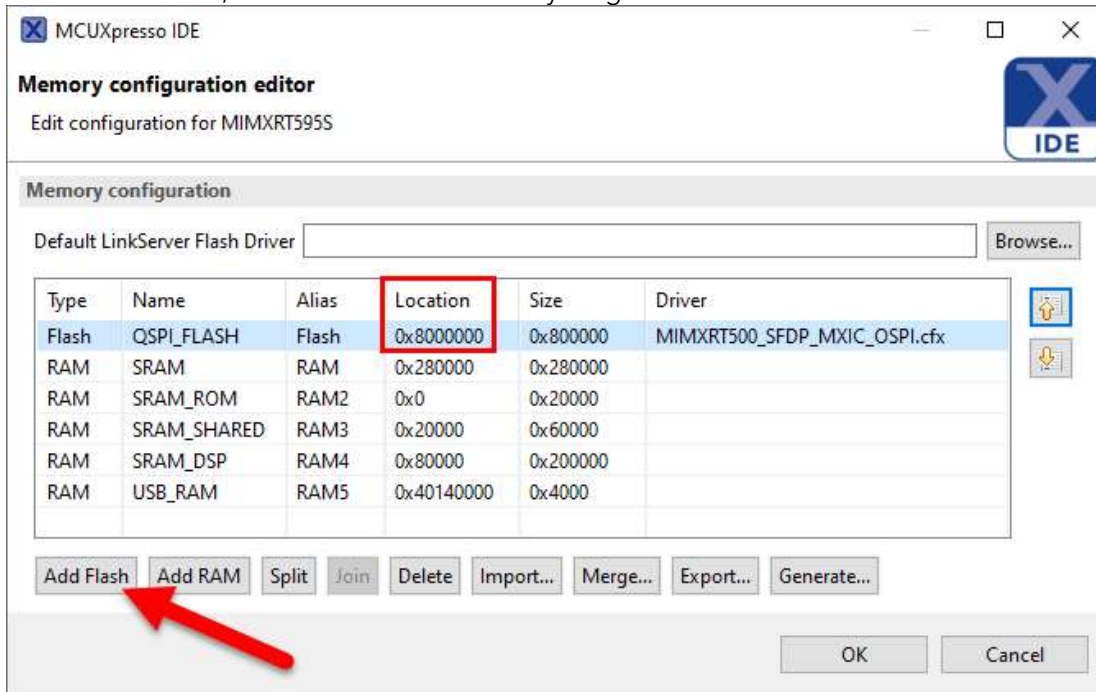 MCUXpresso IDE
Memory configuration editor
Edit configuration for MIMXRT595S
IDE
Memory configuration
Default LinkServer Flash Driver Browse...
Type Name Alias Location Size Driver
Flash QSPI_FLASH Flash 0x8000000 0x800000 MIMXRT500_SFDP_MXIC_OSPI.cfx
RAM SRAM RAM 0x280000 0x280000
RAM SRAM_ROM RAM2 0x0 0x20000
RAM SRAM_SHARED RAM3 0x20000 0x60000
RAM SRAM_DSP RAM4 0x80000 0x200000
RAM USB_RAM RAM5 0x40140000 0x4000
Add Flash Add RAM Split Join Delete Import... Merge... Export... Generate...
OK Cancel